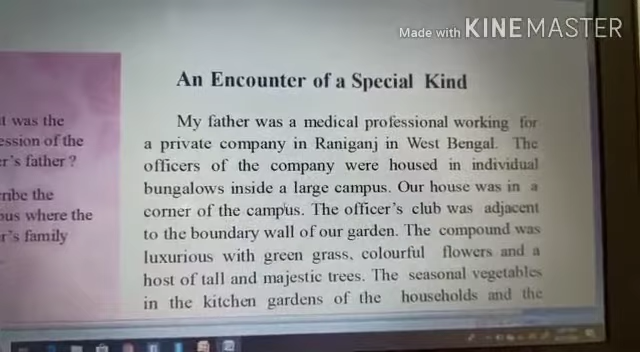 Made with KINEMASTER
An Encounter of a Special Kind
t was the
ession of the
r's father ?
ribe the
pus where the
r's family
My father was a medical professional working for
a private company in Raniganj in West Bengal. The
officers of the company were housed in individual
bungalows inside a large campus. Our house was in a
corner of the campus. The officer's club was adjacent
to the boundary wall of our garden. The compound was
luxurious with green grass, colourful flowers and a
host of tall and majestic trees. The seasonal vegetables
in the kitchen gardens of the households and the